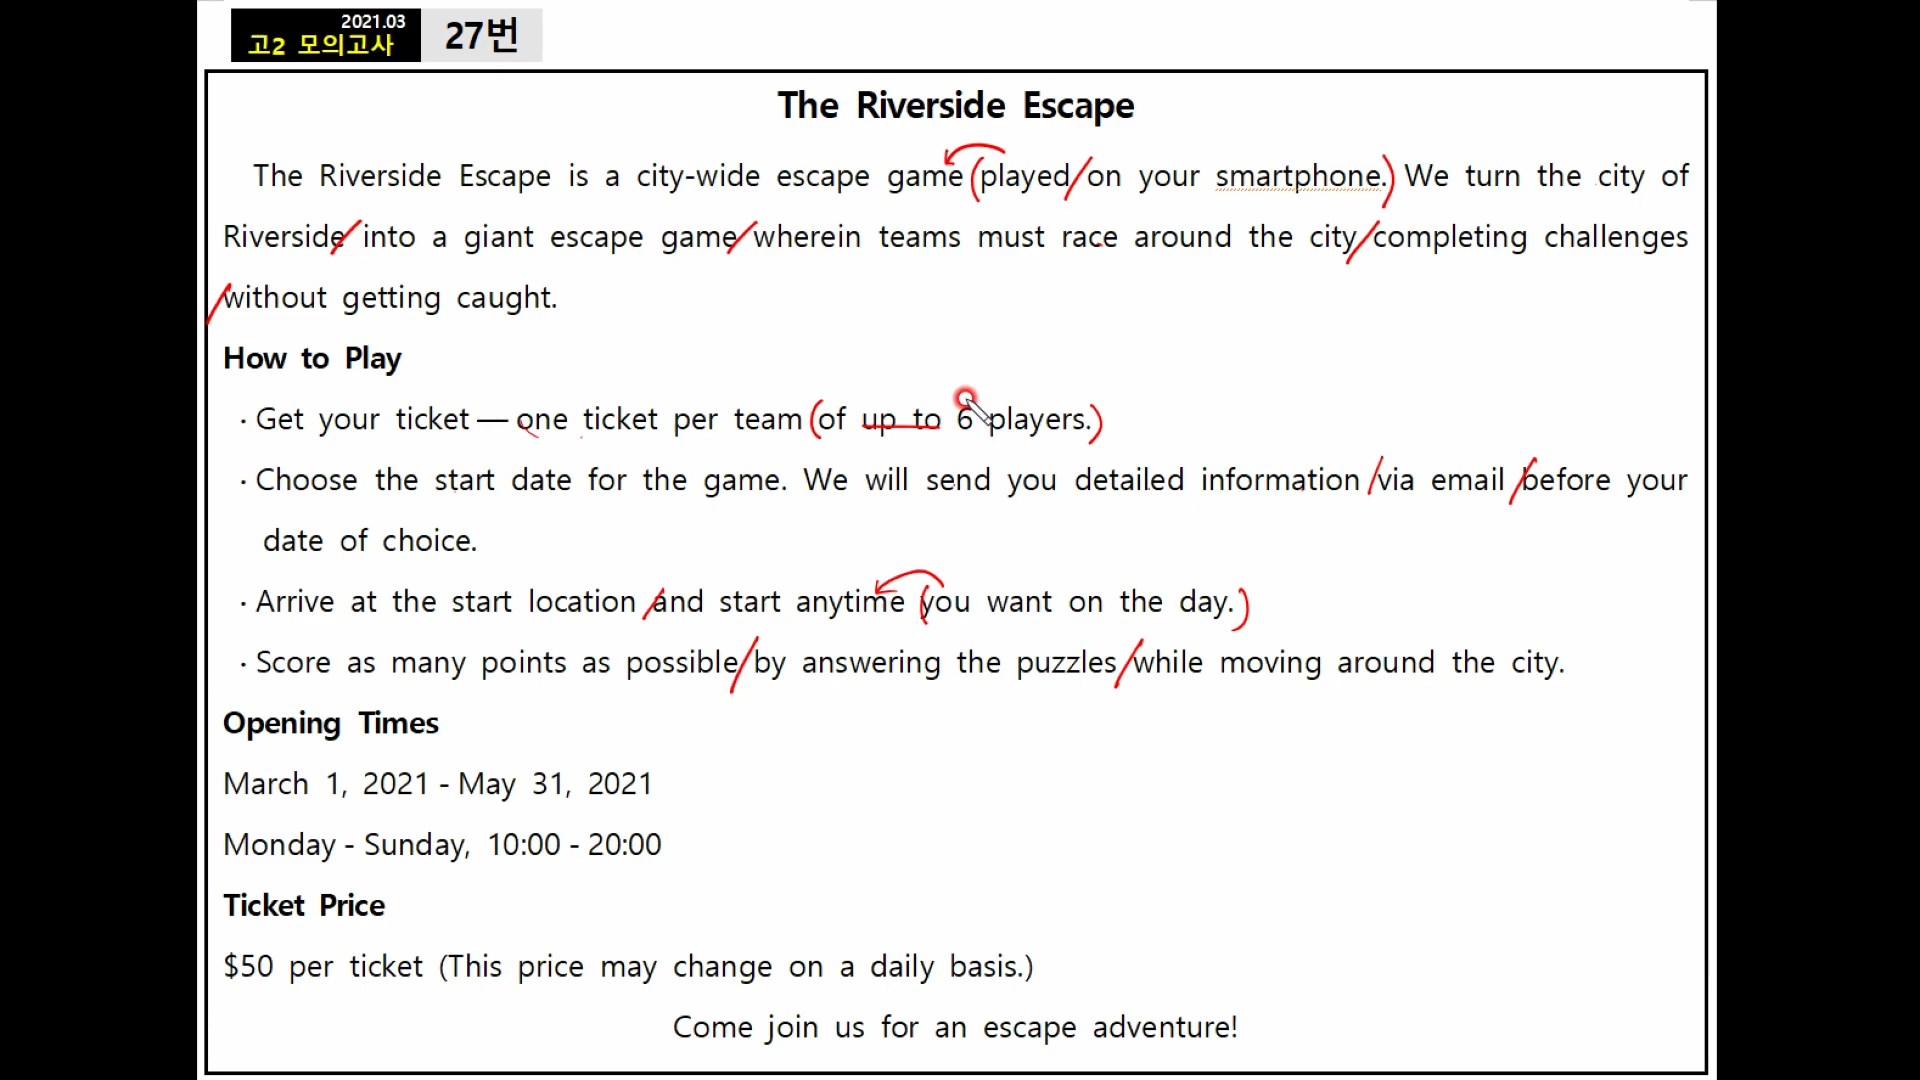 2021.03
고2 모의고사
27번
The Riverside Escape
The Riverside Escape is a city-wide escape game played on your smartphone. We turn the city of
Riverside into a giant escape game wherein teams must race around the city completing challenges
without getting caught.
How to Play
· Get your ticket — one ticket per team of up to 6 players.
· Choose the start date for the game. We will send you detailed information via email before your
date of choice.
· Arrive at the start location and start anytime you want on the day.
· Score as many points as possible by answering the puzzles while moving around the city.
Opening Times
March 1, 2021 - May 31, 2021
Monday - Sunday, 10:00 - 20:00
Ticket Price
$50 per ticket (This price may change on a daily basis.)
Come join us for an escape adventure!